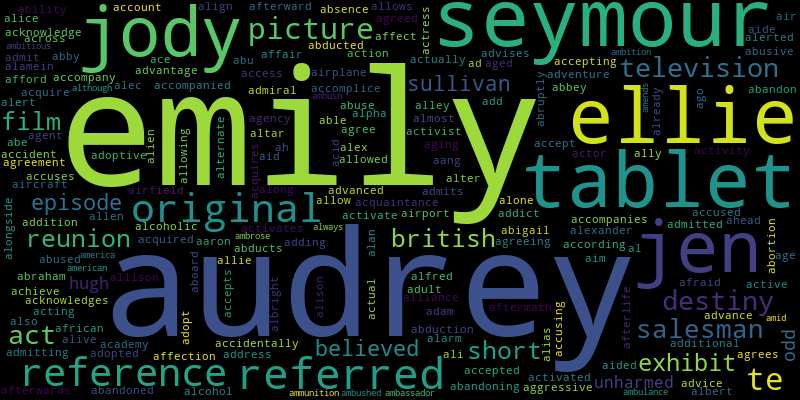 ability account align afterward absence allows air
alice jody picture agreed actress seymour aide
acknowledge across affect alerted
ambitious abby ace affair abducted action actually advises ambition abusive
admit advantage abu airplane ad aged accepting television
alamein accompany access accomplice sullivan adventure
afford alec accompanied admiral abuse alley add abbey ago abandon
acquire although emily ambush abruptly amends already ellie
alert agency able alpha almost
film agent alien allowing alternate altar agree activist accept actor ally activity
abe ah acid alex aging
accident adoptive aid allowed aang tablet
agreement acquires along alter
accuses advanced admits
aircraft airfield allow acquaintance alone accompanies accused ahead
episode original activate airport addict admitted abortion
alongside addition allen alcoholic activates always abigail alexander according al
reunion acquired aaron ambrose adding alan british agreeing aim jen age
abused america abducts
american allie aboard albright alison actual alfred afraid active
abraham hugh allison accepts adult
achieve alliance afterlife destiny
acknowledges audrey adam aftermath advance amid
acting accusing alias
also african adopt abduction salesman odd
act alive accidentally alarm additional
admitting adopted academy address believed ali short exhibit agrees
affection accepted aided
reference referred activated unharmed advice te
afterwards abandoned alcohol abandoning aggressive albert
ammunition ambushed ambassador ambulance